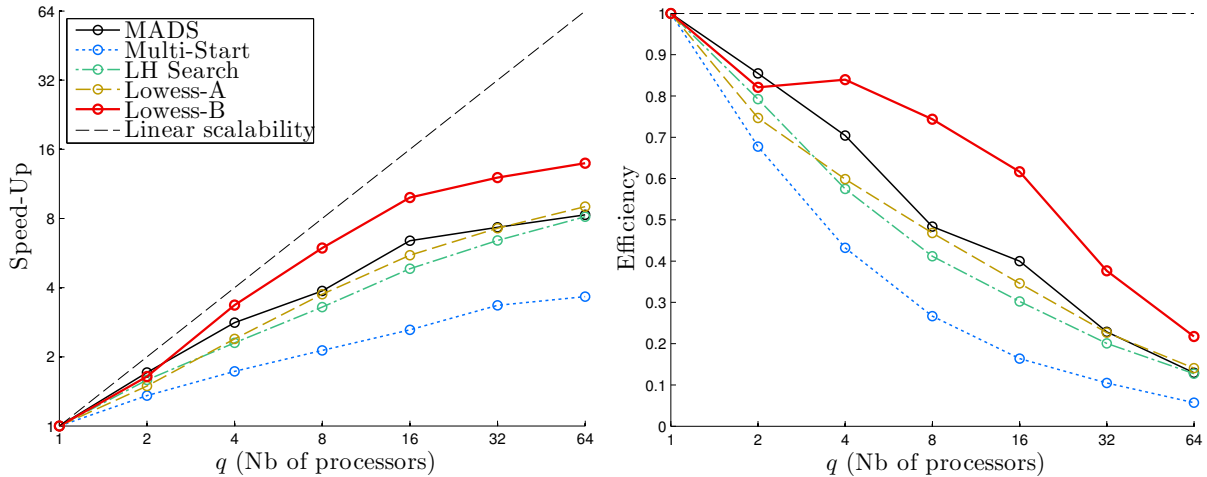 64
32
16
8
4
2
1
Speed-Up
MADS
Multi-Start
LH Search
Lowess-A
Lowess-B
Linear scalability
1 2 4 8 16 32 64
q (Nb of processors)
1
0.9
0.8
0.7
0.6
0.5
0.4
0.3
0.2
0.1
0
Efficiency
1 2 4 8 16 32 64
q (Nb of processors)